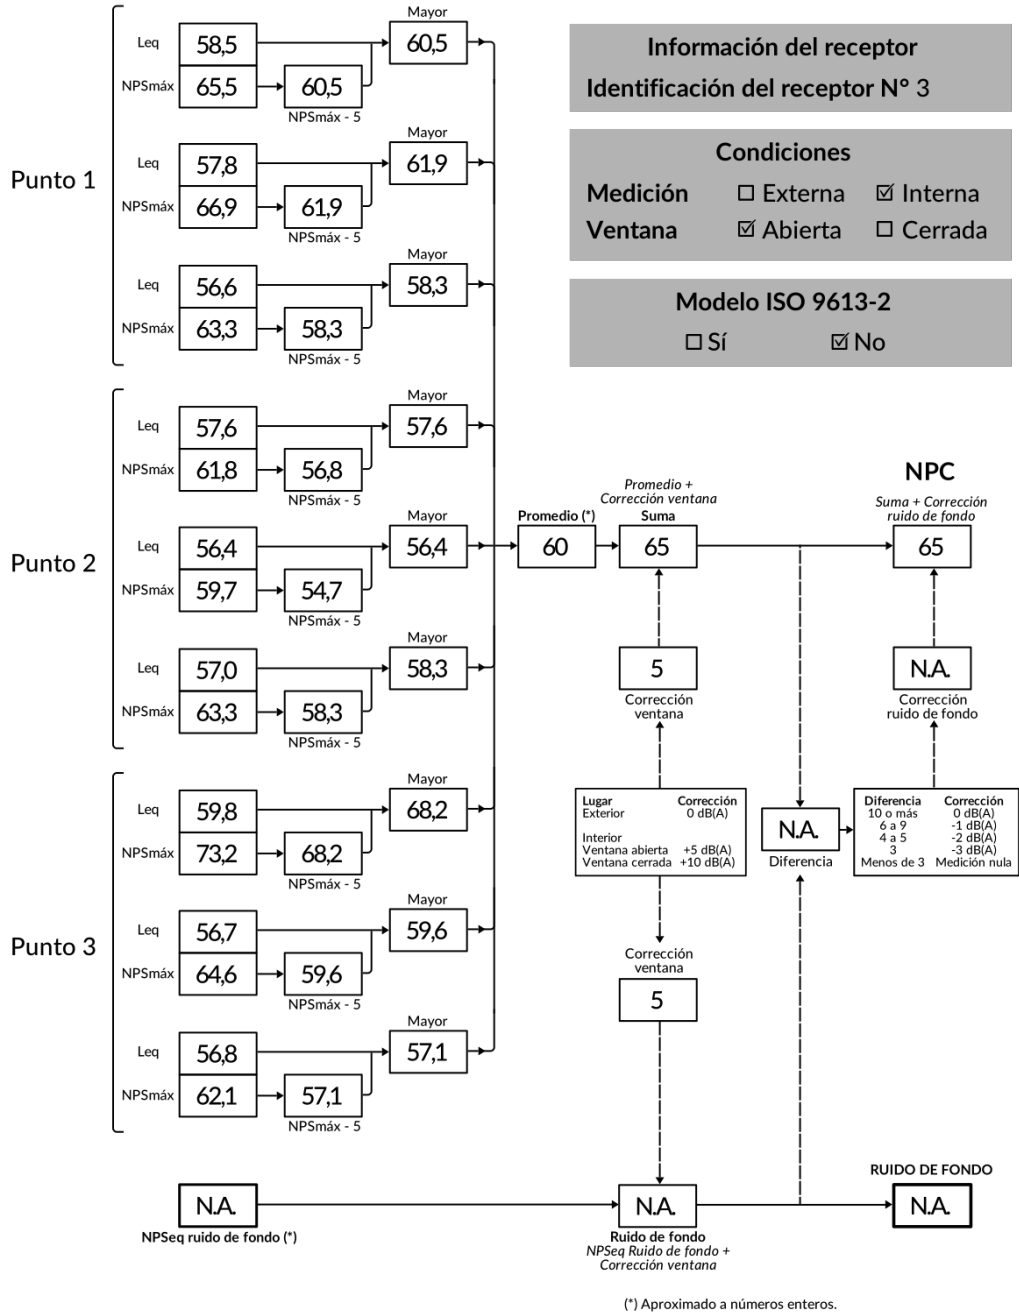 Información del receptor
Identificación del receptor N° 3
Condiciones
Medición Externa Interna
Ventana Abierta Cerrada
Modelo ISO 9613-2
Sí No
Punto 1
Mayor
Leq 58,5 60,5
NPSmáx 65,5 60,5
NPSmáx - 5
Mayor
Leq 57,8 61,9
NPSmáx 66,9 61,9
NPSmáx - 5
Mayor
Leq 56,6 58,3
NPSmáx 63,3 58,3
NPSmáx - 5
Punto 2
Mayor
Leq 57,6 57,6
NPSmáx 61,8 56,8
NPSmáx - 5
Mayor
Leq 56,4 56,4
NPSmáx 59,7 54,7
NPSmáx - 5
Mayor
Leq 57,0 58,3
NPSmáx 63,3 58,3
NPSmáx - 5
Punto 3
Mayor
Leq 59,8 68,2
NPSmáx 73,2 68,2
NPSmáx - 5
Mayor
Leq 56,7 59,6
NPSmáx 64,6 59,6
NPSmáx - 5
Mayor
Leq 56,8 57,1
NPSmáx 62,1 57,1
NPSmáx - 5
Promedio (*)
60
Promedio +
Corrección ventana
Suma
65
NPC
Suma + Corrección
ruido de fondo
65
5
Corrección
ventana
N.A.
Corrección
ruido de fondo
Lugar Corrección
Exterior 0 dB(A)
Interior
Ventana abierta +5 dB(A)
Ventana cerrada +10 dB(A)
N.A.
Diferencia
Diferencia Corrección
10 o más 0 dB(A)
6 a 9 -1 dB(A)
4 a 5 -2 dB(A)
3 -3 dB(A)
Menos de 3 Medición nula
Corrección
ventana
5
N.A.
NPSeq ruido de fondo (*)
N.A.
Ruido de fondo
NPSeq Ruido de fondo +
Corrección ventana
RUIDO DE FONDO
N.A.
(*) Aproximado a números enteros.